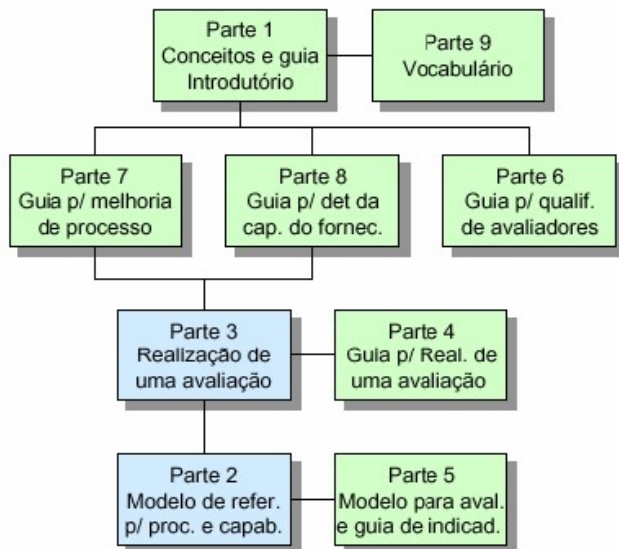 Parte 1
Conceitos e guia
Introdutório
Parte 9
Vocabulário
Parte 7
Guia p/ melhoria
de processo
Parte 8
Guia p/ det da
cap. do fornec.
Parte 6
Guia p/ qualif.
de avaliadores
Parte 3
Realização de
uma avaliação
Parte 4
Guia p/ Real. de
uma avaliação
Parte 2
Modelo de refer.
p/ proc. e capab.
Parte 5
Modelo para aval.
e guia de indicad.